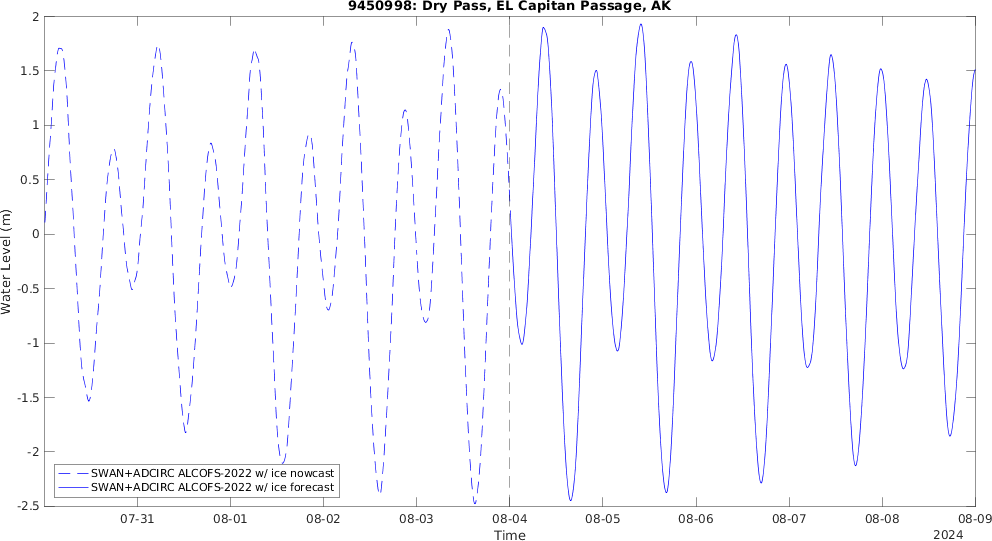 9450998: Dry Pass, EL Capitan Passage, AK
2
1.5
1
0.5
0
-0.5
-1
-1.5
-2
-2.5
Water Level (m)
SWAN+ADCIRC ALCOFS-2022 w/ ice nowcast
SWAN+ADCIRC ALCOFS-2022 w/ ice forecast
07-31 08-01 08-02 08-03 08-04 08-05 08-06 08-07 08-08 08-09
Time
2024